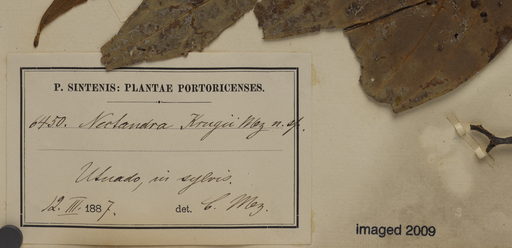 P. SINTENIS: PLANTAE PORTORICENSES.
6450. Nectandra Krugii Mez n. sp.
Utuado, in sylvis.
12. III. 1887. det. C. Mez.
imaged 2009